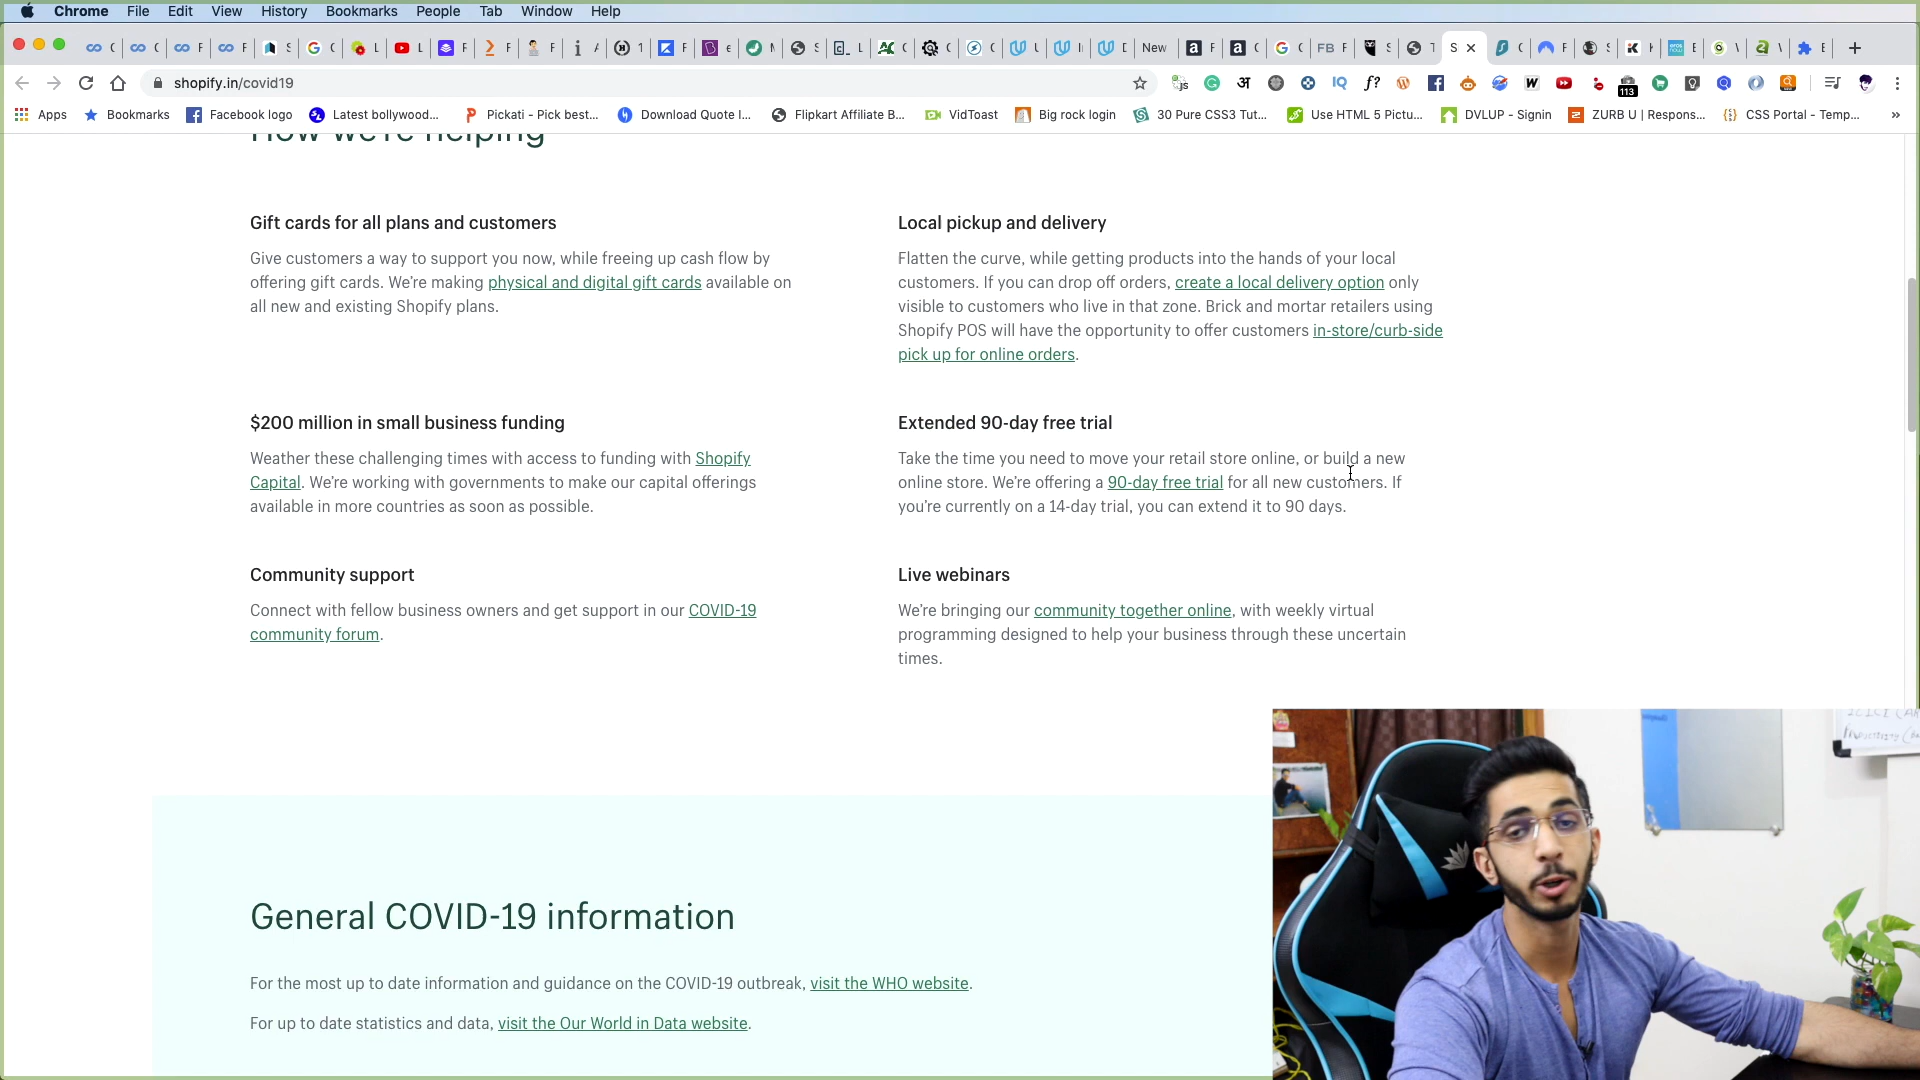 Chrome File Edit View History Bookmarks People Tab Window Help
New
FB
shopify.in/covid19
113
Apps Bookmarks Facebook logo Latest bollywood... Pickati - Pick best... Download Quote I... Flipkart Affiliate B... VidToast Big rock login 30 Pure CSS3 Tut... Use HTML 5 Pictu... DVLUP - Signin ZURB U | Respons... CSS Portal - Temp... »
How we're helping
Gift cards for all plans and customers
Give customers a way to support you now, while freeing up cash flow by
offering gift cards. We're making physical and digital gift cards available on
all new and existing Shopify plans.
Local pickup and delivery
Flatten the curve, while getting products into the hands of your local
customers. If you can drop off orders, create a local delivery option only
visible to customers who live in that zone. Brick and mortar retailers using
Shopify POS will have the opportunity to offer customers in-store/curb-side
pick up for online orders.
$200 million in small business funding
Weather these challenging times with access to funding with Shopify
Capital. We're working with governments to make our capital offerings
available in more countries as soon as possible.
Extended 90-day free trial
Take the time you need to move your retail store online, or build a new
online store. We're offering a 90-day free trial for all new customers. If
you're currently on a 14-day trial, you can extend it to 90 days.
Community support
Connect with fellow business owners and get support in our COVID-19
community forum.
Live webinars
We're bringing our community together online, with weekly virtual
programming designed to help your business through these uncertain
times.
General COVID-19 information
For the most up to date information and guidance on the COVID-19 outbreak, visit the WHO website.
For up to date statistics and data, visit the Our World in Data website.